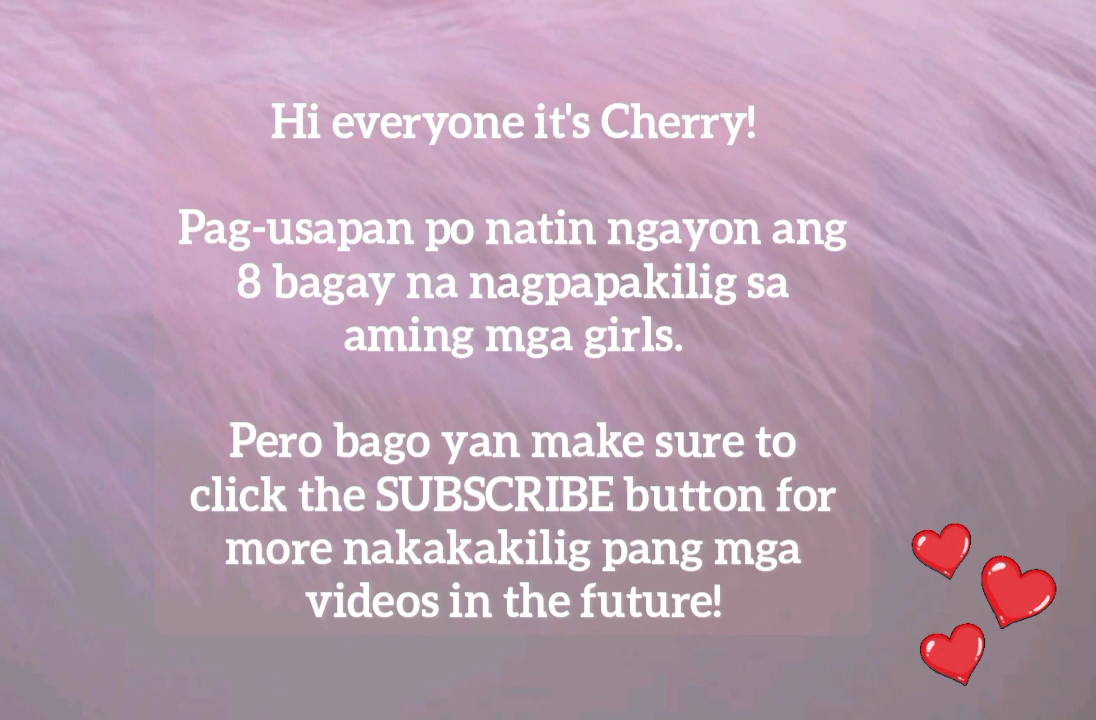 Hi everyone it's Cherry!
Pag-usapan po natin ngayon ang
8 bagay na nagpapakilig sa
aming mga girls.
Pero bago yan make sure to
click the SUBSCRIBE button for
more nakakakilig pang mga
videos in the future!